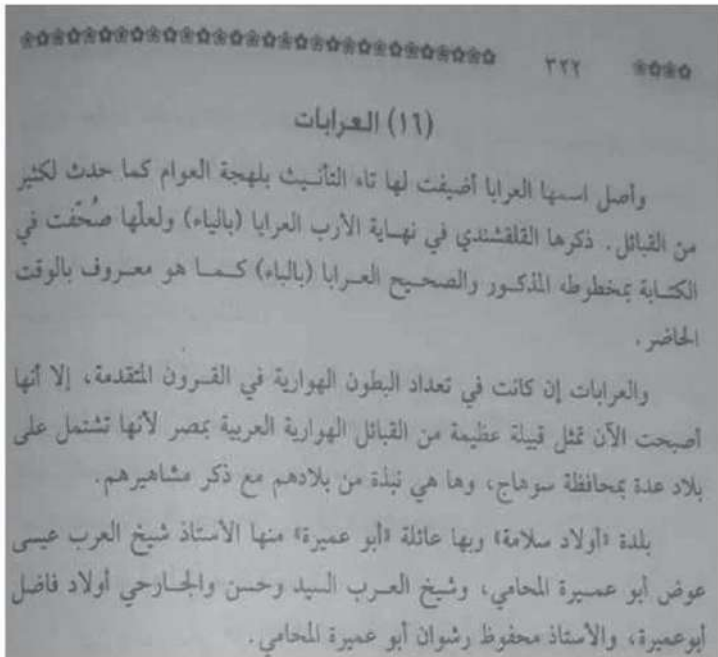 ٣٢٢
(١٦) العرابات
وأصل اسمها العرابا أضيفت لها تاء التأنيث بلهجة العوام كما حدث لكثير
من القبائل. ذكرها القلقشندي في نهاية الأرب العرايا (بالياء) ولعلّها صُحّفت في
الكتابة بمخطوطه المذكور والصحيح العرابا (بالباء) كما هو معروف بالوقت
الحاضر.
والعرابات إن كانت في تعداد البطون الهوارية في القرون المتقدمة، إلا أنها
أصبحت الآن تمثل قبيلة عظيمة من القبائل الهوارية العربية بمصر لأنها تشتمل على
بلاد عدة بمحافظة سوهاج، وها هي نبذة من بلادهم مع ذكر مشاهيرهم.
بلدة «أولاد سلامة» وبها عائلة «أبو عميرة» منها الأستاذ شيخ العرب عيسى
عوض أبو عميرة المحامي، وشيخ العرب السيد وحسن والجارحي أولاد فاضل
أبوعميرة، والأستاذ محفوظ رشوان أبو عميرة المحامي.